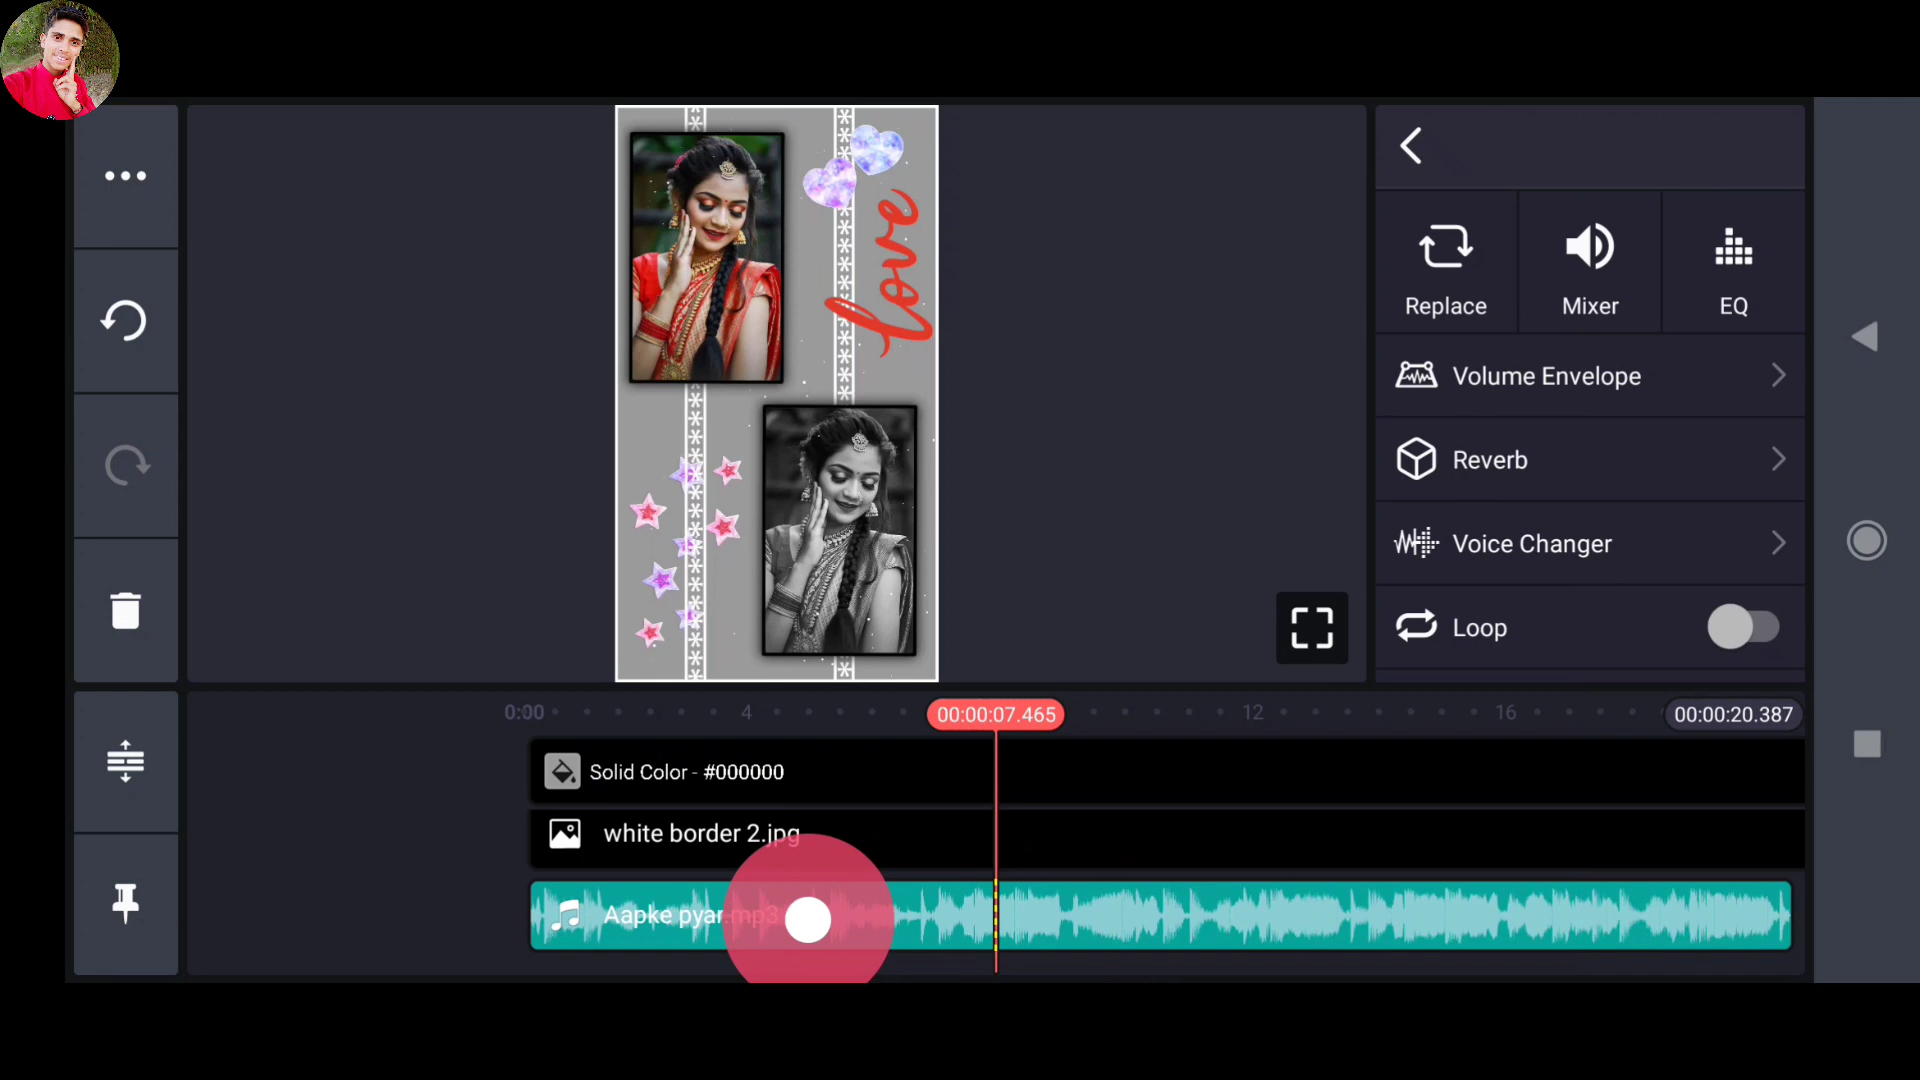 love
Replace
Mixer
EQ
Volume Envelope
Reverb
Voice Changer
Loop
0:00
4
00:00:07.465
12
16
00:00:20.387
Solid Color - #000000
white border 2.jpg
Aapke pyar.mp3